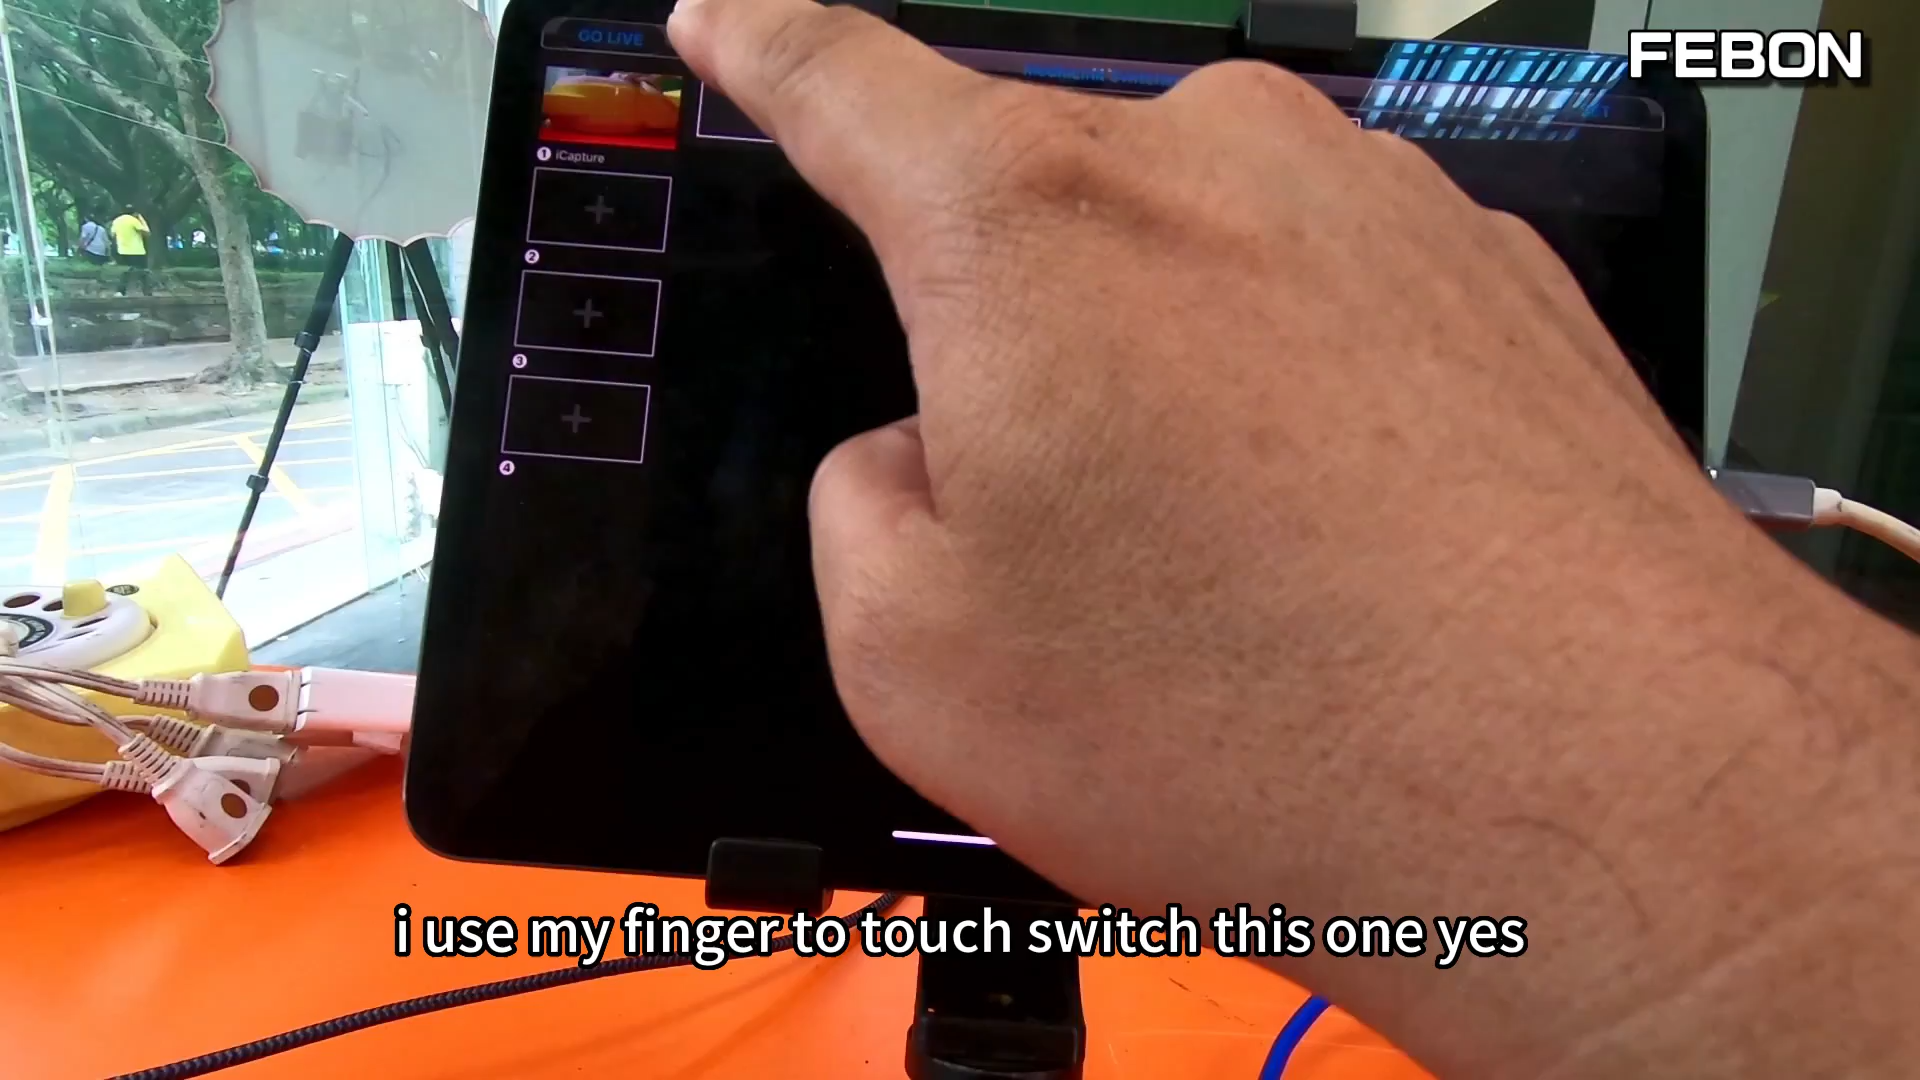 FEBON
GO LIVE
1 iCapture
2
3
4
i use my finger to touch switch this one yes